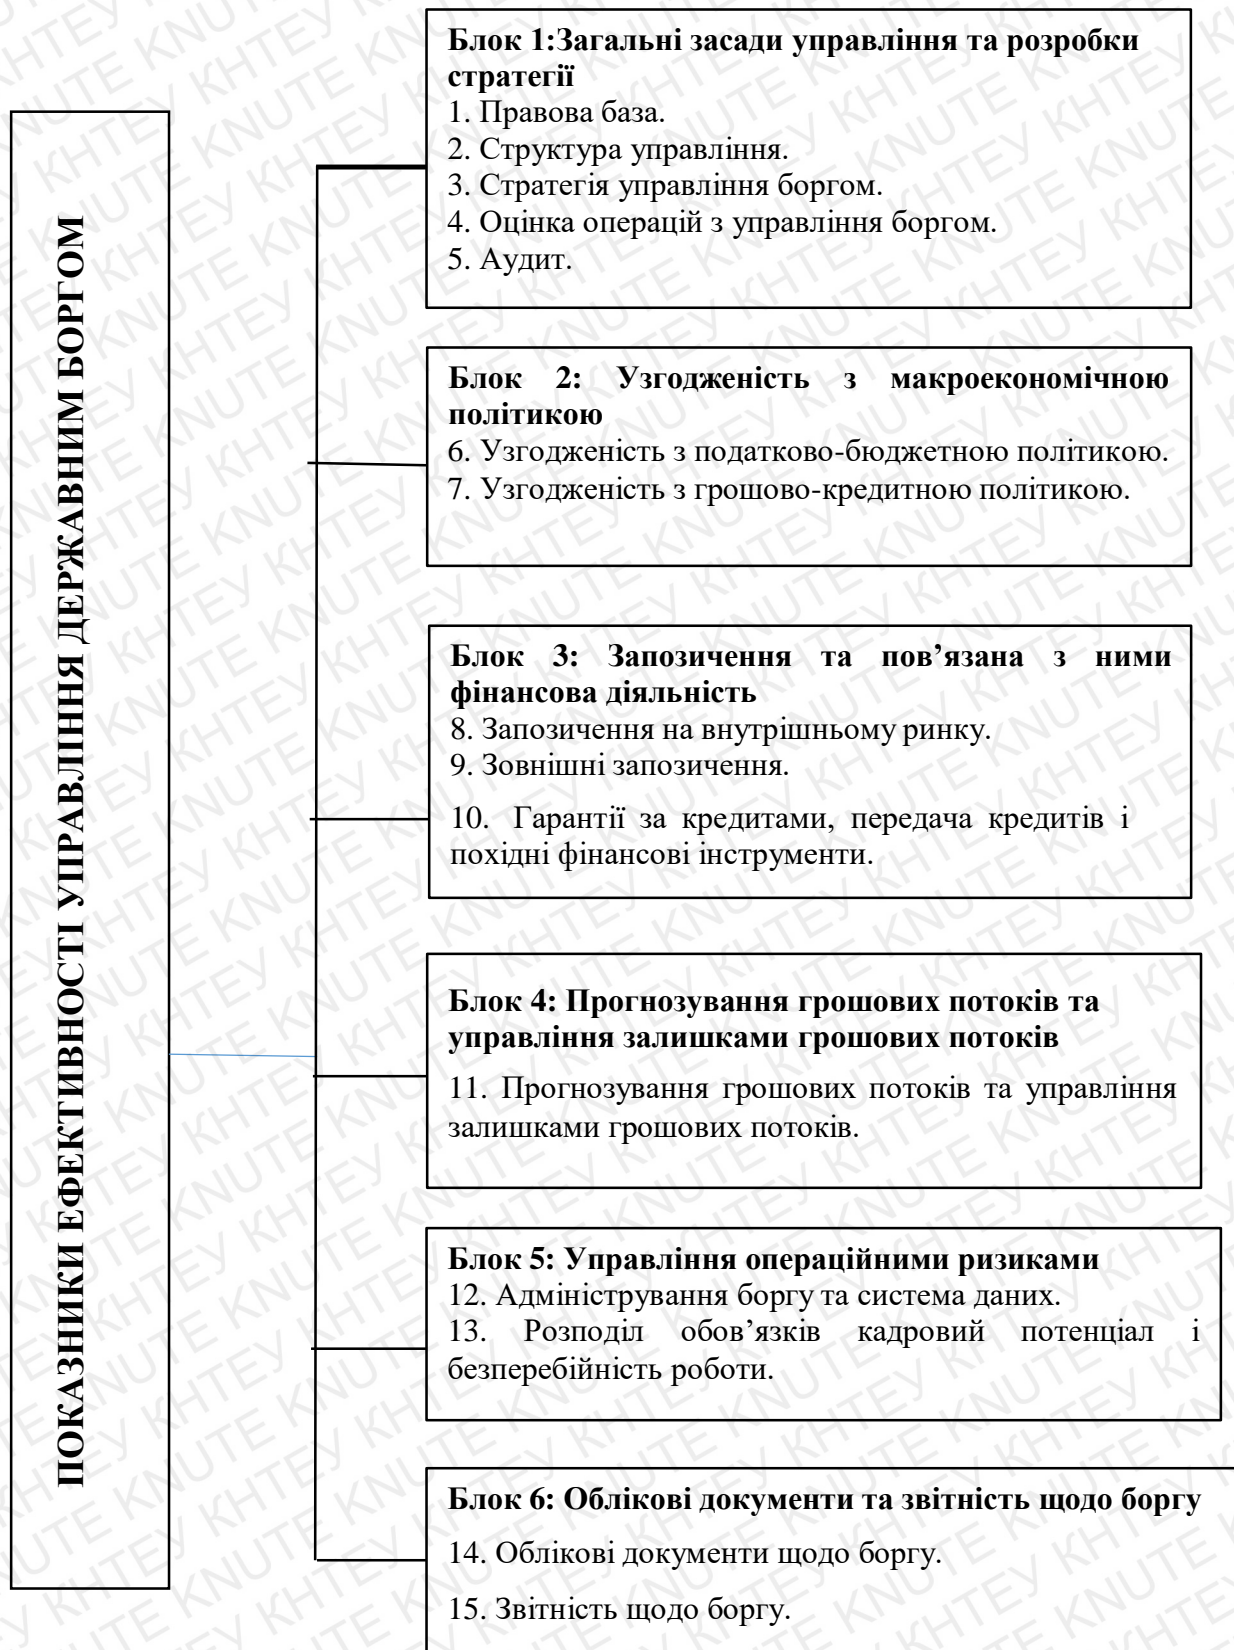 ПОКАЗНИКИ ЕФЕКТИВНОСТІ УПРАВЛІННЯ ДЕРЖАВНИМ БОРГОМ
Блок 1:Загальні засади управління та розробки
стратегії
1. Правова база.
2. Структура управління.
3. Стратегія управління боргом.
4. Оцінка операцій з управління боргом.
5. Аудит.
Блок 2: Узгодженість з макроекономічною
політикою
6. Узгодженість з податково-бюджетною політикою.
7. Узгодженість з грошово-кредитною політикою.
Блок 3: Запозичення та пов’язана з ними
фінансова діяльність
8. Запозичення на внутрішньому ринку.
9. Зовнішні запозичення.
10. Гарантії за кредитами, передача кредитів і
похідні фінансові інструменти.
Блок 4: Прогнозування грошових потоків та
управління залишками грошових потоків
11. Прогнозування грошових потоків та управління
залишками грошових потоків.
Блок 5: Управління операційними ризиками
12. Адміністрування боргу та система даних.
13. Розподіл обов’язків кадровий потенціал і
безперебійність роботи.
Блок 6: Облікові документи та звітність щодо боргу
14. Облікові документи щодо боргу.
15. Звітність щодо боргу.